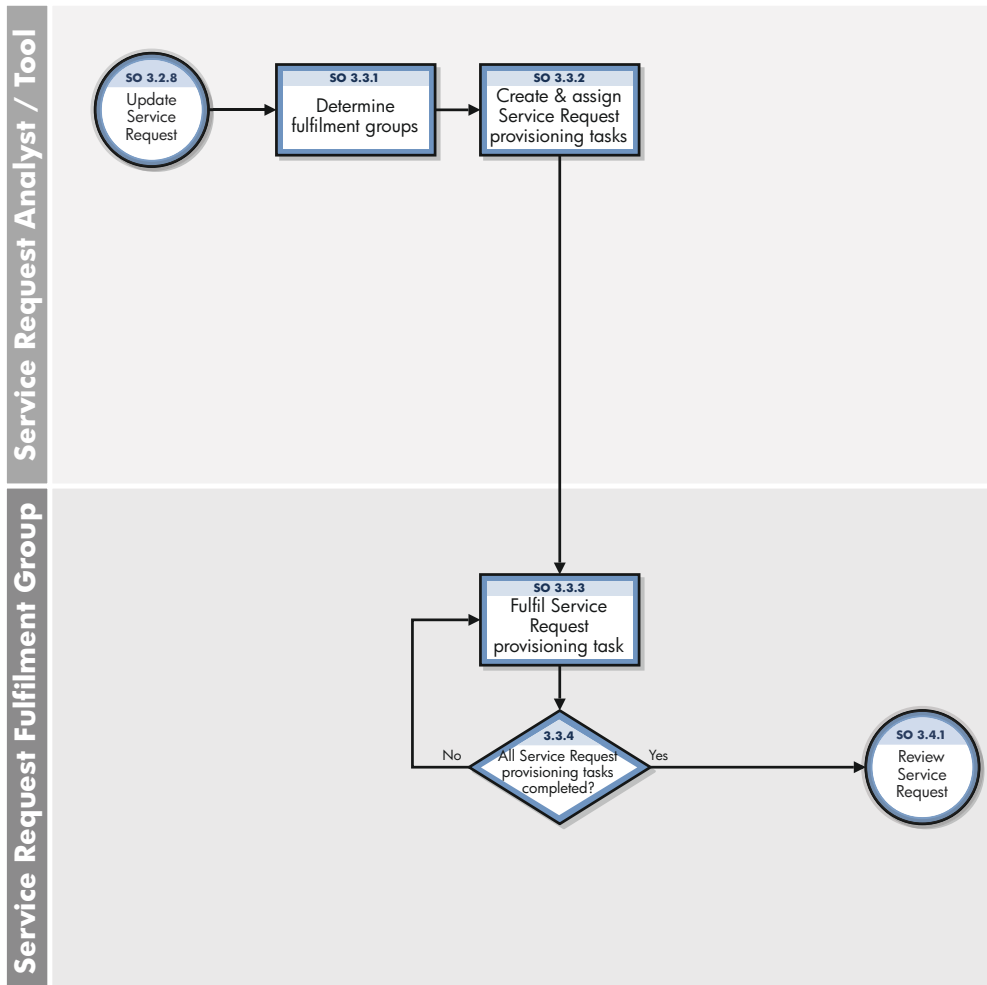 Service Request Analyst / Tool
SO 3.2.8
Update
Service
Request
SO 3.3.1
Determine
fulfilment groups
SO 3.3.2
Create & assign
Service Request
provisioning tasks
Service Request Fulfilment Group
SO 3.3.3
Fulfil Service
Request
provisioning task
3.3.4
All Service Request
provisioning tasks
completed?
No
Yes
SO 3.4.1
Review
Service
Request